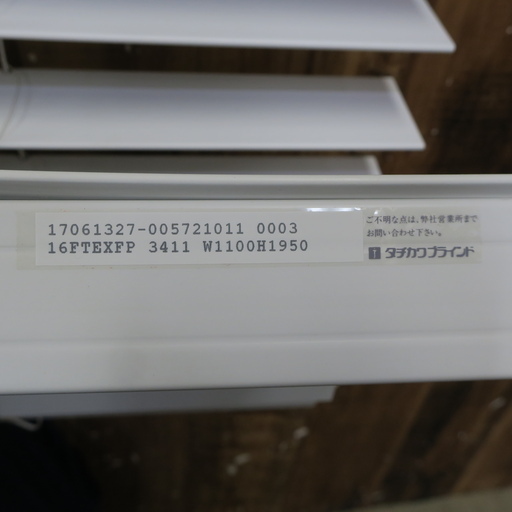 17061327-005721011 0003
16FTEXFP 3411 W1100H1950
ご不明な点は、弊社営業所まで
お問い合わせ下さい。
タチカワブラインド